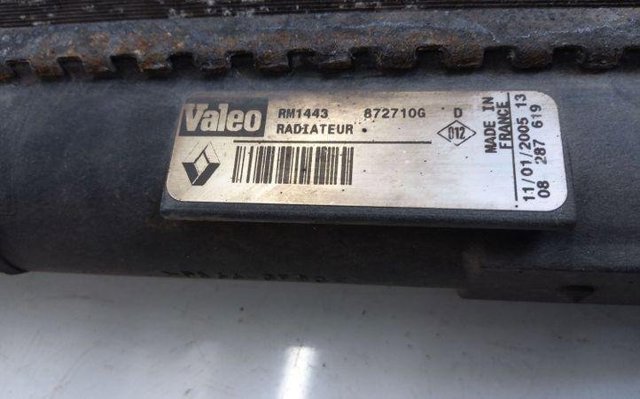 Valeo
RM1443 872710G D
RADIATEUR
012
MADE IN
FRANCE
11/01/2005 13
08 287 619